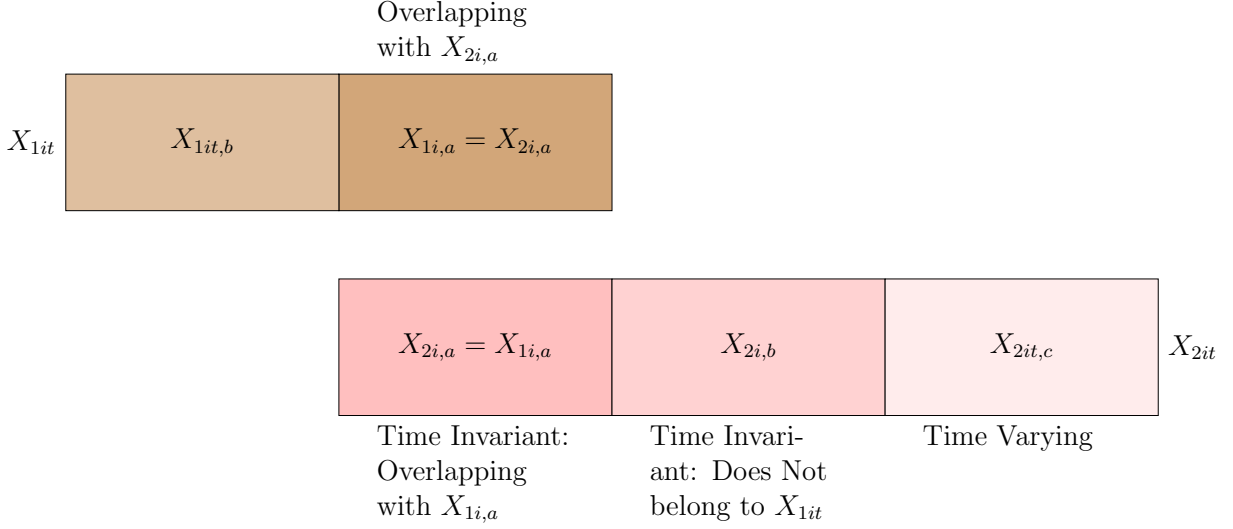 Overlapping
with X_{2i,a}
X_{1it}
X_{1it,b}
X_{1i,a} = X_{2i,a}
X_{2i,a} = X_{1i,a}
X_{2i,b}
X_{2it,c}
X_{2it}
Time Invariant:
Overlapping
with X_{1i,a}
Time Invari-
ant: Does Not
belong to X_{1it}
Time Varying